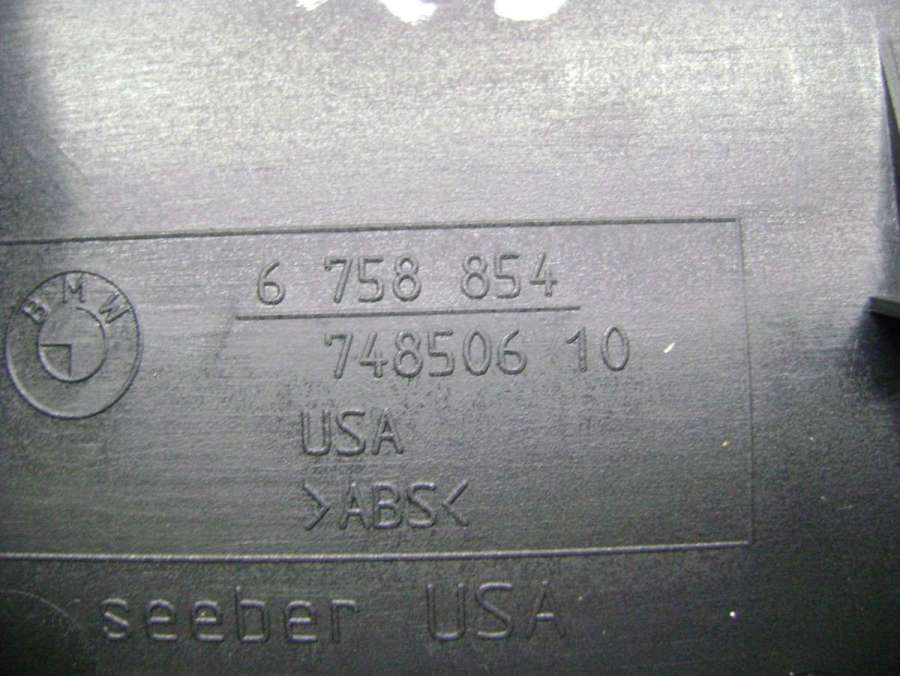 BMW
6 758 854
748506 10
USA
>ABS<
seeber USA